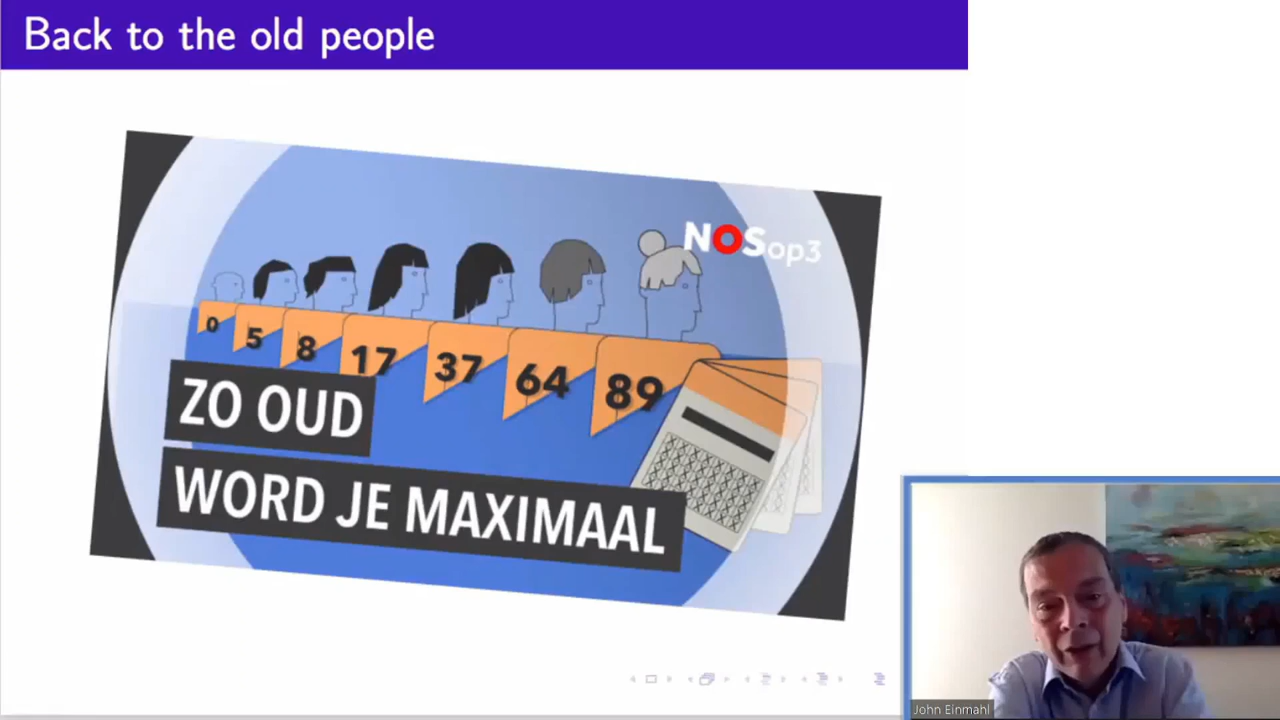 Back to the old people
NOSop3
0 5 8 17 37 64 89
ZO OUD
WORD JE MAXIMAAL
John Einmahl